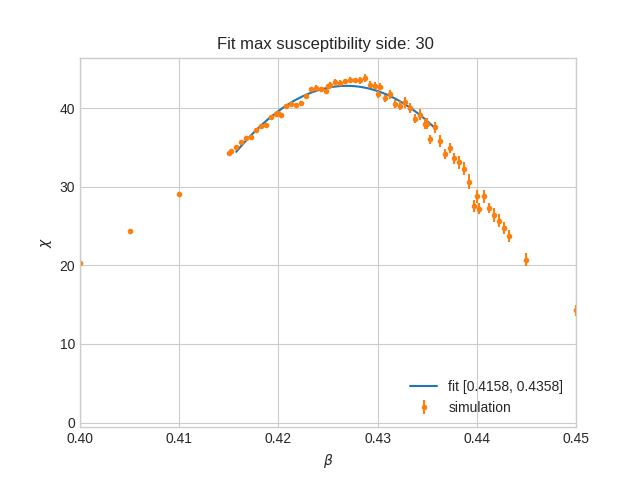 Fit max susceptibility side: 30
χ
40
30
20
10
0
fit [0.4158, 0.4358]
simulation
0.40 0.41 0.42 0.43 0.44 0.45
β